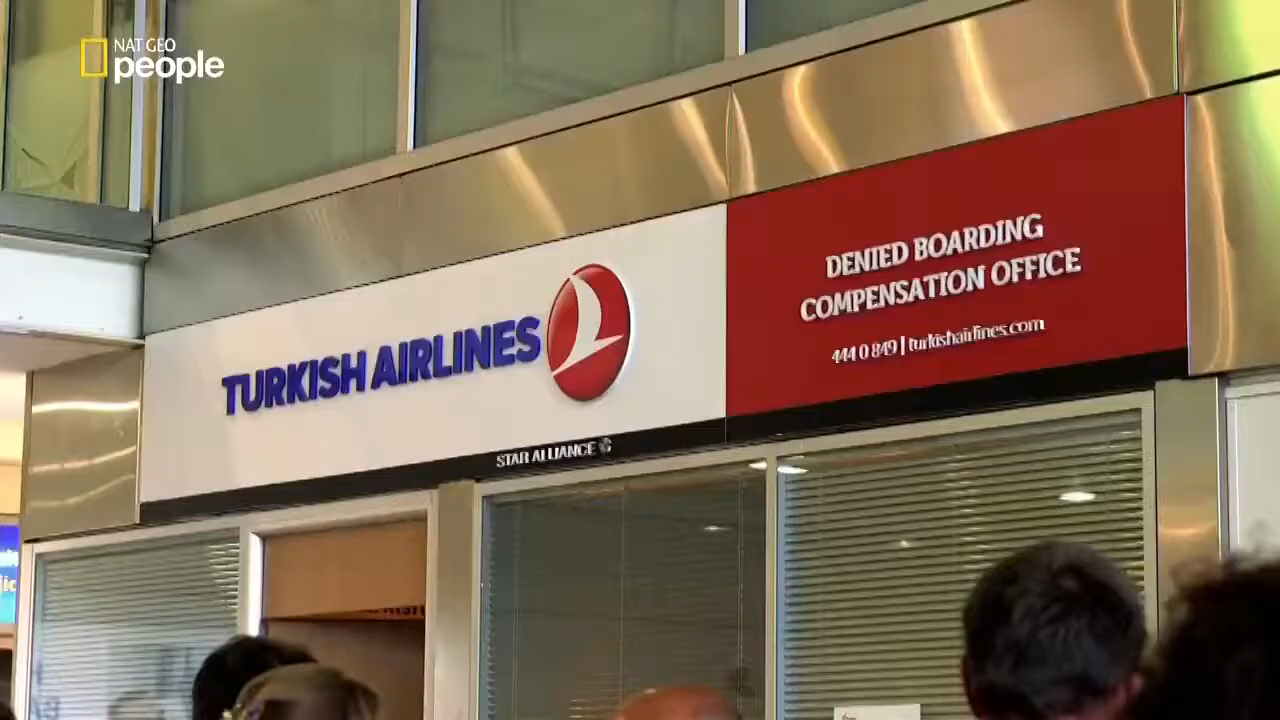 NAT GEO
people
TURKISH AIRLINES
DENIED BOARDING
COMPENSATION OFFICE
444 0 849 | turkishairlines.com
STAR ALLIANCE